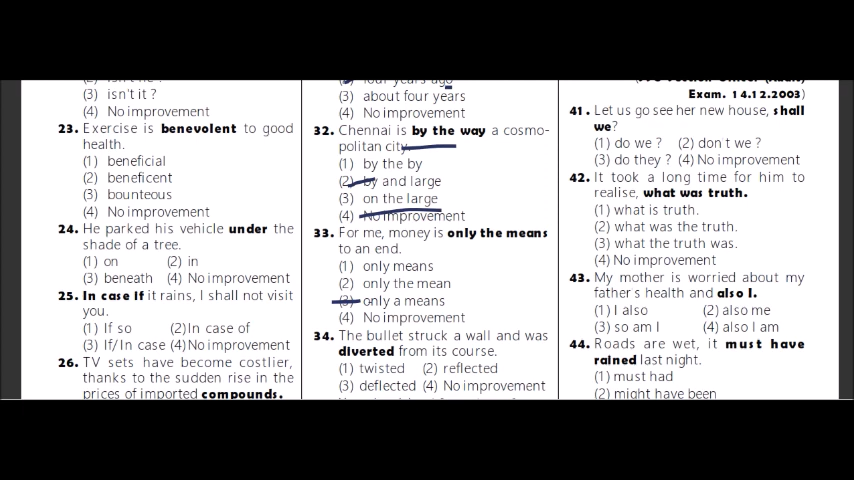 (3) isn't it ?
(4) No improvement
23. Exercise is benevolent to good
health.
(1) beneficial
(2) beneficent
(3) bounteous
(4) No improvement
24. He parked his vehicle under the
shade of a tree.
(1) on (2) in
(3) beneath (4) No improvement
25. In case if it rains, I shall not visit
you.
(1) If so (2) In case of
(3) If/In case (4) No improvement
26. TV sets have become costlier,
thanks to the sudden rise in the
prices of imported compounds.
four years ago
(3) about four years
(4) No improvement
32. Chennai is by the way a cosmo-
politan city.
(1) by the by
(2) by and large
(3) on the large
(4) No improvement
33. For me, money is only the means
to an end.
(1) only means
(2) only the mean
(3) only a means
(4) No improvement
34. The bullet struck a wall and was
diverted from its course.
(1) twisted (2) reflected
(3) deflected (4) No improvement
Exam. 14.12.2003)
41. Let us go see her new house, shall
we?
(1) do we ? (2) don t we ?
(3) do they ? (4) No improvement
42. It took a long time for him to
realise, what was truth.
(1) what is truth.
(2) what was the truth.
(3) what the truth was.
(4) No improvement
43. My mother is worried about my
father's health and also I.
(1) I also (2) also me
(3) so am I (4) also I am
44. Roads are wet, it must have
rained last night.
(1) must had
(2) might have been